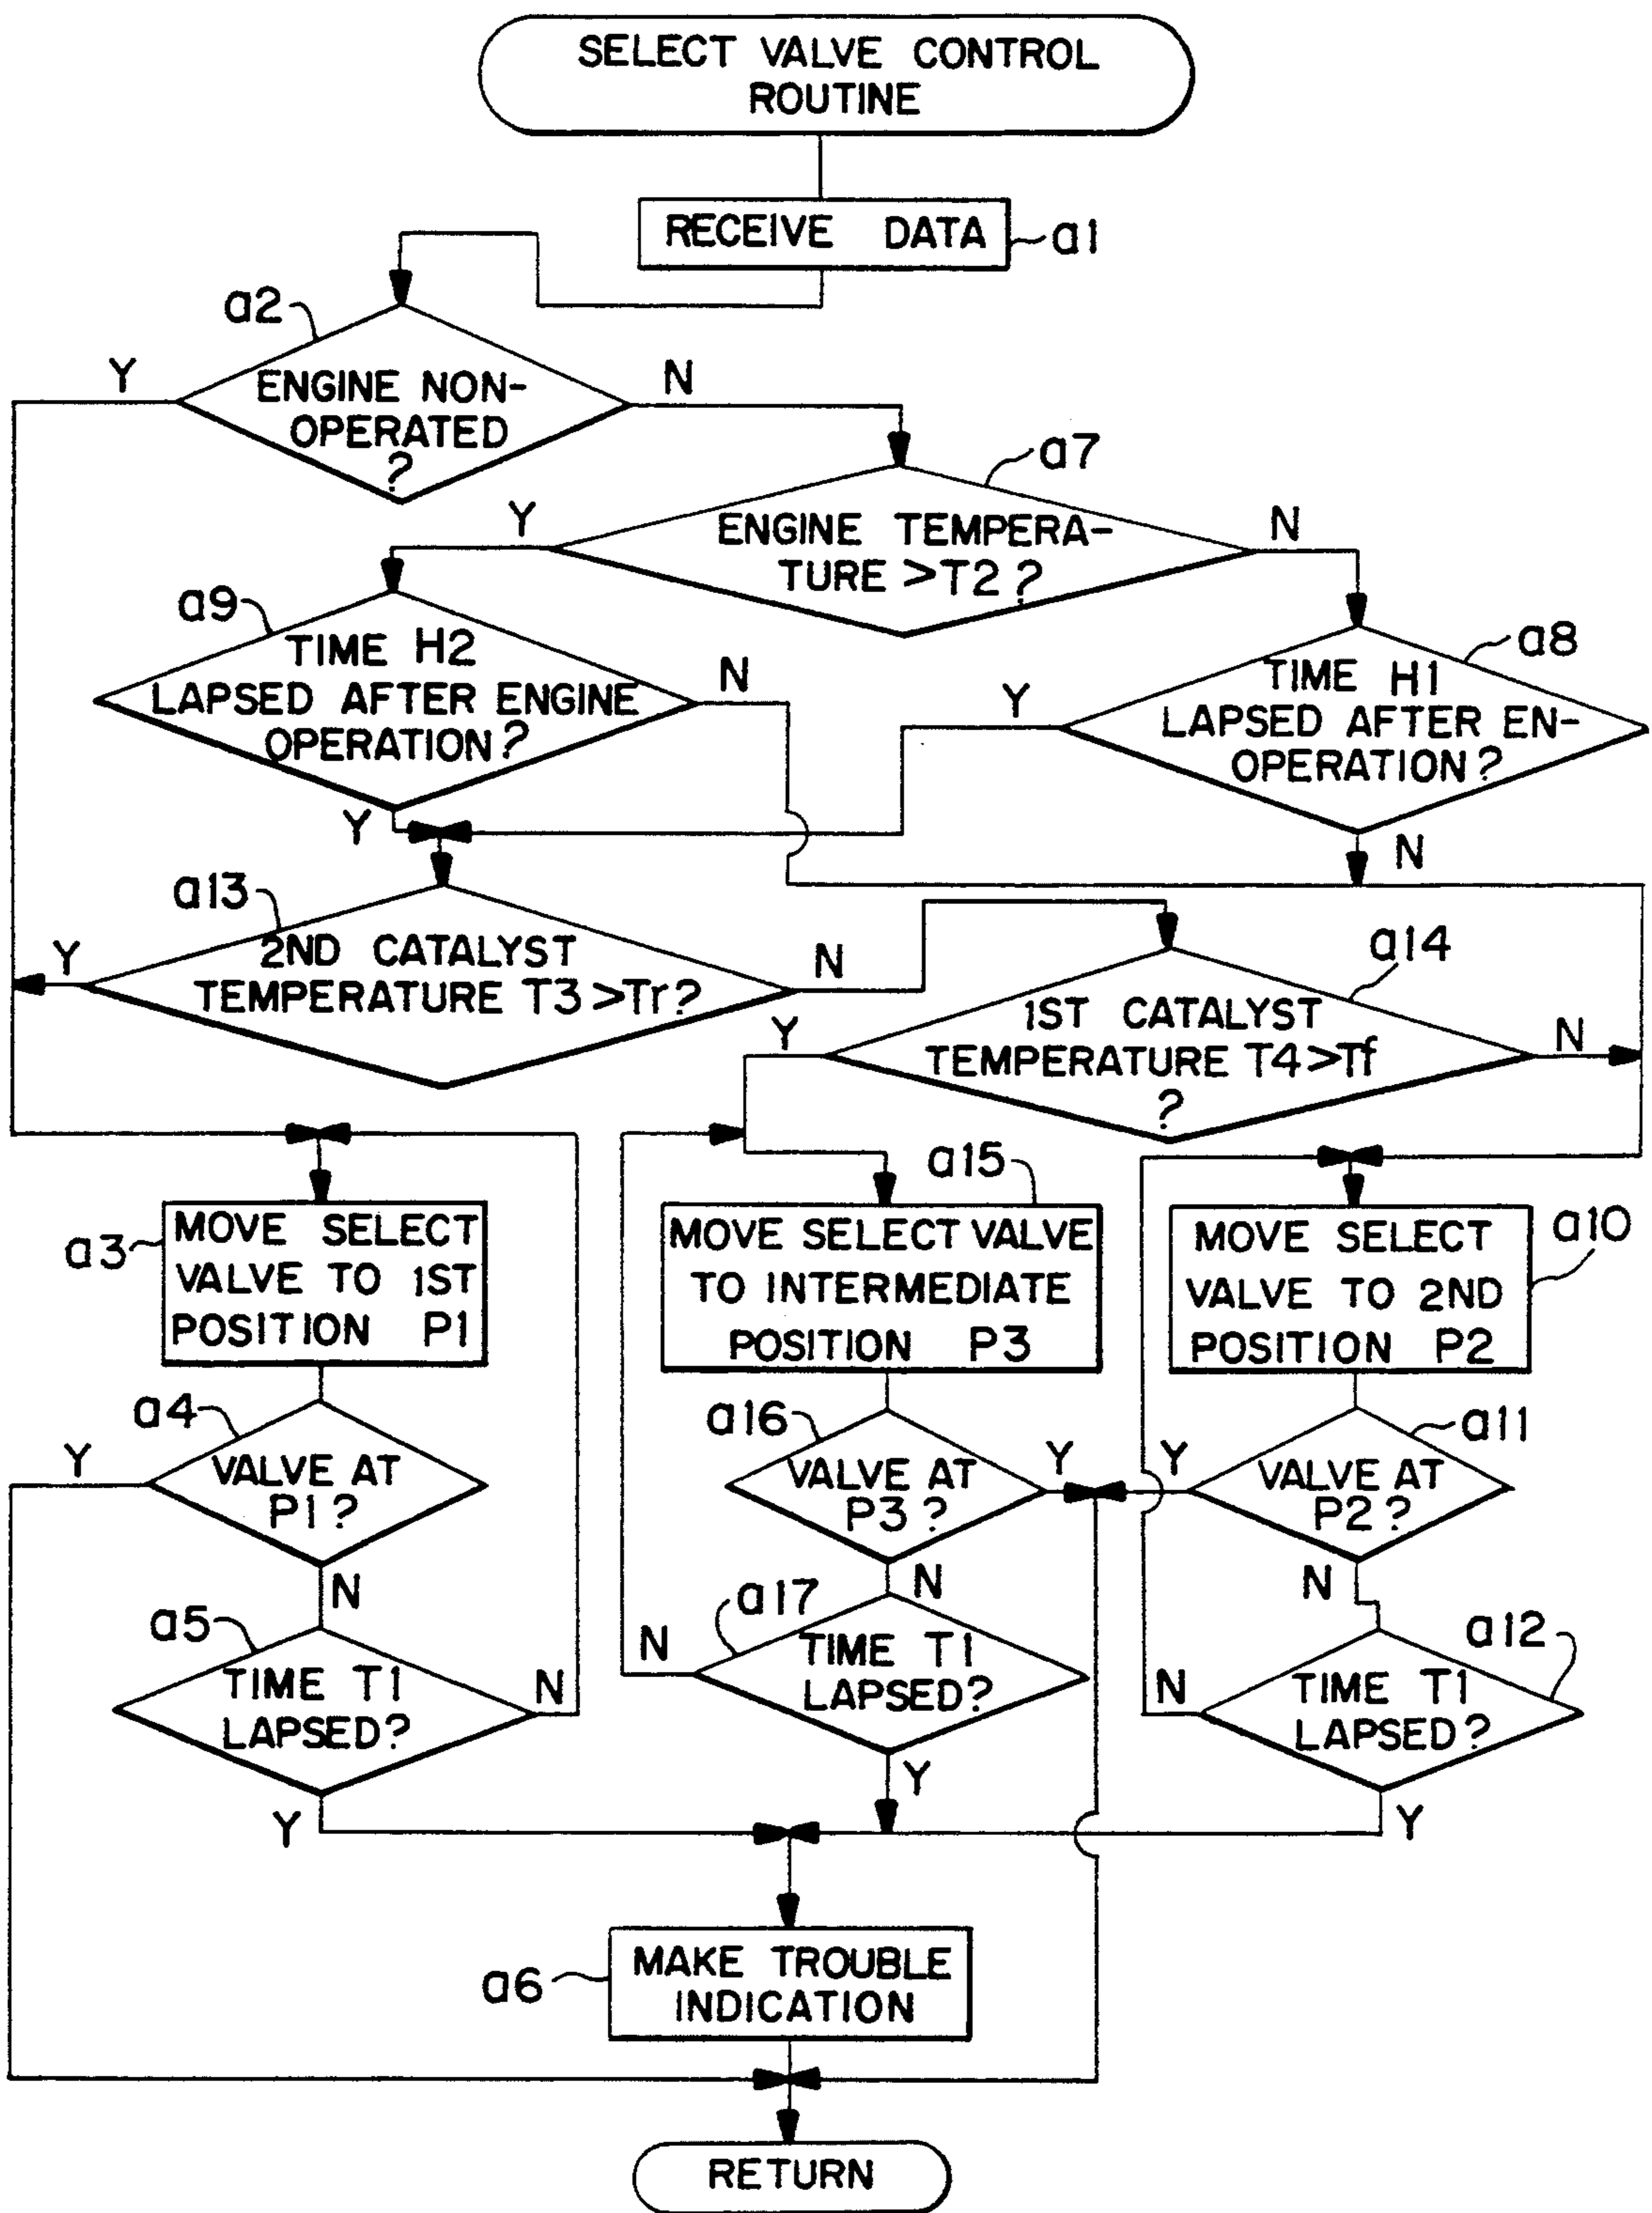 SELECT VALVE CONTROL
ROUTINE
RECEIVE DATA
a1
a2
Y
ENGINE NON-
OPERATED
?
N
a7
Y
ENGINE TEMPERA-
TURE >T2?
N
a9
TIME H2
LAPSED AFTER ENGINE
OPERATION?
N
Y
a8
TIME H1
LAPSED AFTER EN-
OPERATION?
Y
N
a13
Y
2ND CATALYST
TEMPERATURE T3>Tr?
N
a14
Y
1ST CATALYST
TEMPERATURE T4>Tf
?
N
a3
MOVE SELECT
VALVE TO 1ST
POSITION P1
a15
MOVE SELECT VALVE
TO INTERMEDIATE
POSITION P3
a10
MOVE SELECT
VALVE TO 2ND
POSITION P2
a4
Y
VALVE AT
P1?
N
a16
VALVE AT
P3?
Y
N
a11
Y
VALVE AT
P2?
N
a5
TIME T1
LAPSED?
N
Y
a17
N
TIME T1
LAPSED?
Y
a12
N
TIME T1
LAPSED?
Y
a6
MAKE TROUBLE
INDICATION
RETURN